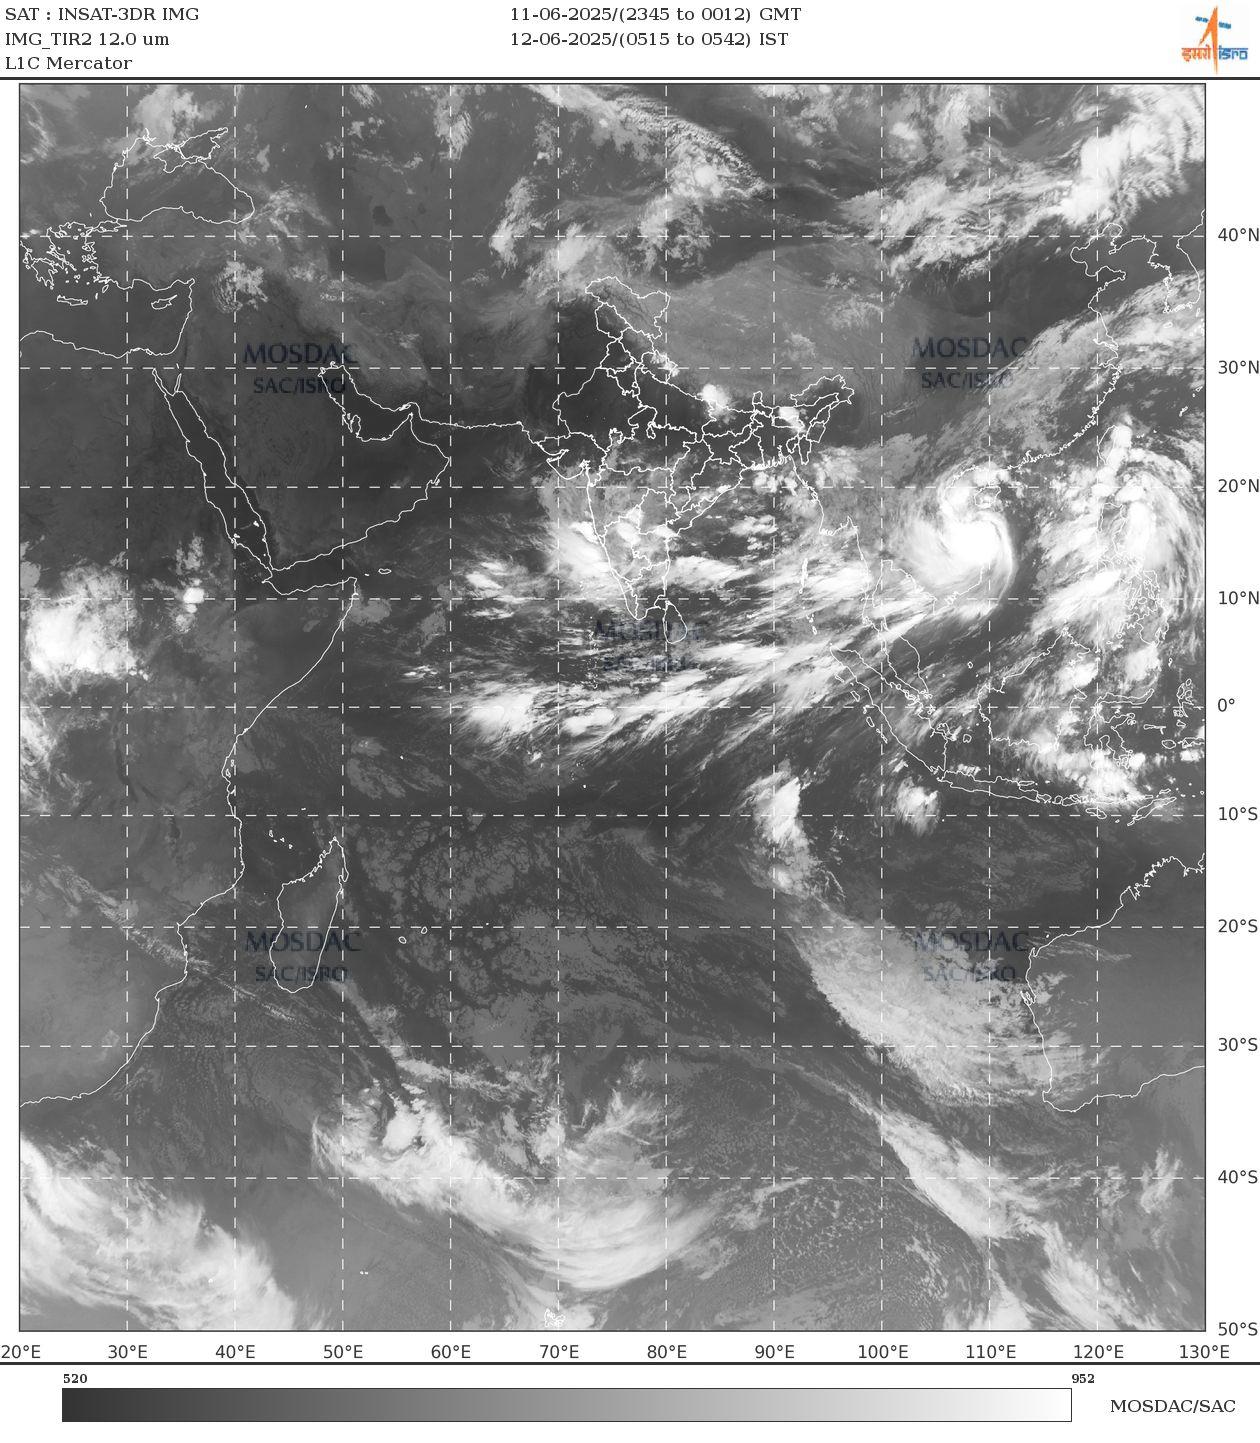 SAT : INSAT-3DR IMG
IMG_TIR2 12.0 um
L1C Mercator
11-06-2025/(2345 to 0012) GMT
12-06-2025/(0515 to 0542) IST
इसरो isro
40°N
MOSDAC
SAC/ISRO
MOSDAC
SAC/ISRO
30°N
20°N
10°N
MOSDAC
0°
10°S
MOSDAC
SAC/ISRO
MOSDAC
SAC/ISRO
20°S
30°S
40°S
50°S
20°E 30°E 40°E 50°E 60°E 70°E 80°E 90°E 100°E 110°E 120°E 130°E
520 952
MOSDAC/SAC